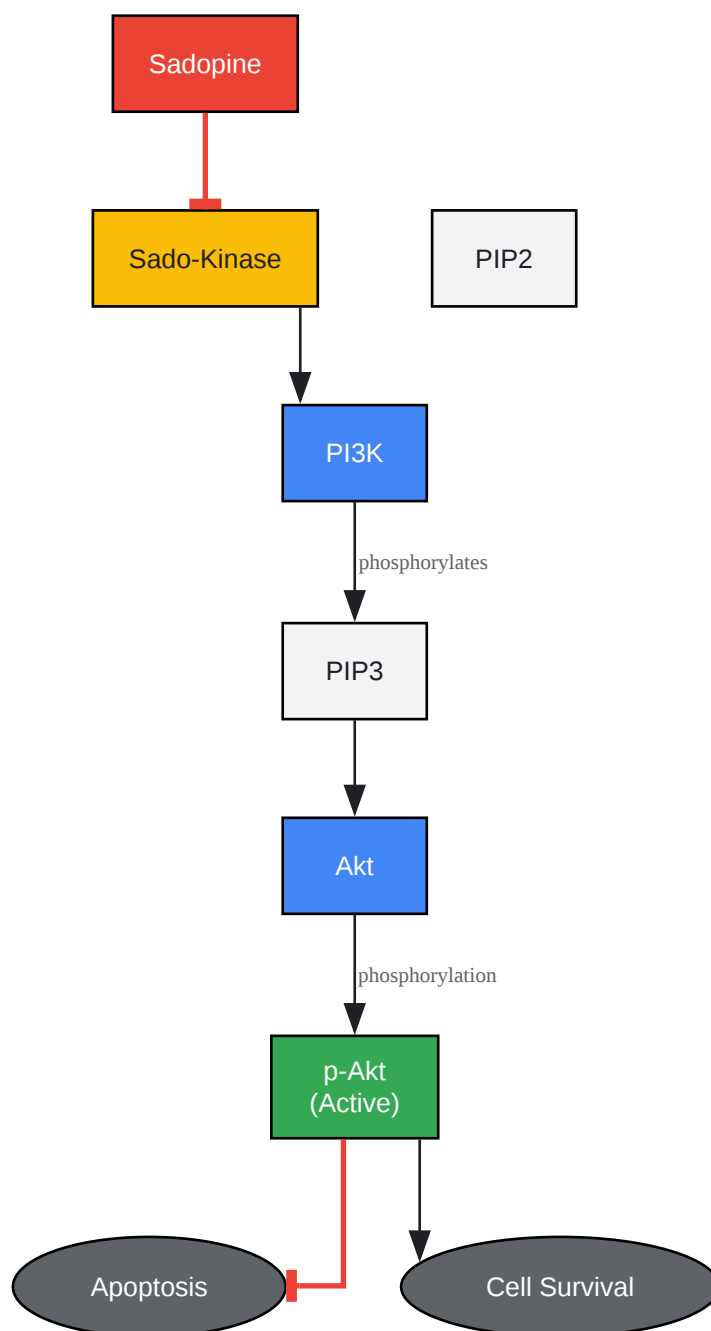 Sadopine
Sado-Kinase
PIP2
PI3K
phosphorylates
PIP3
Akt
phosphorylation
p-Akt
(Active)
Apoptosis
Cell Survival